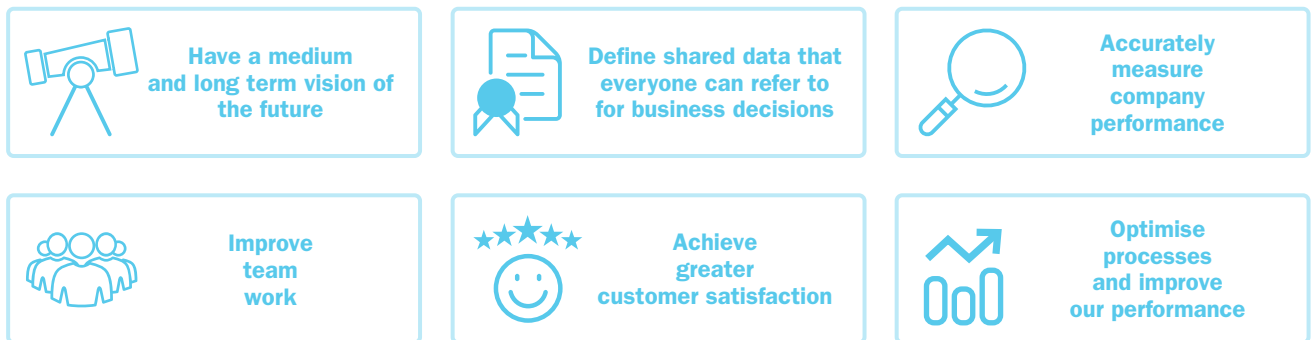 Have a medium
and long term vision of
the future
Define shared data that
everyone can refer to
for business decisions
Accurately
measure
company
performance
Improve
team
work
Achieve
greater
customer satisfaction
Optimise
processes
and improve
our performance